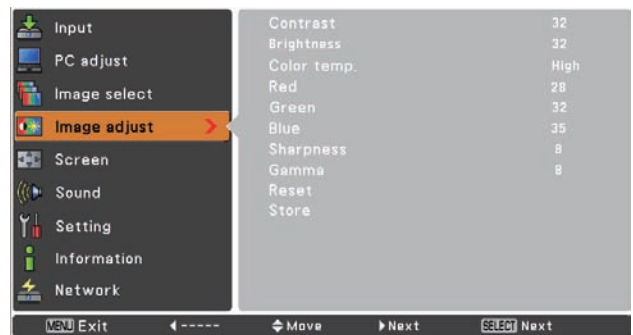 Input
PC adjust
Image select
Image adjust
Screen
Sound
Setting
Information
Network
Contrast 32
Brightness 32
Color temp. High
Red 28
Green 32
Blue 35
Sharpness 8
Gamma 8
Reset
Store
MENU Exit ◀----- Move ▶Next SELECT Next